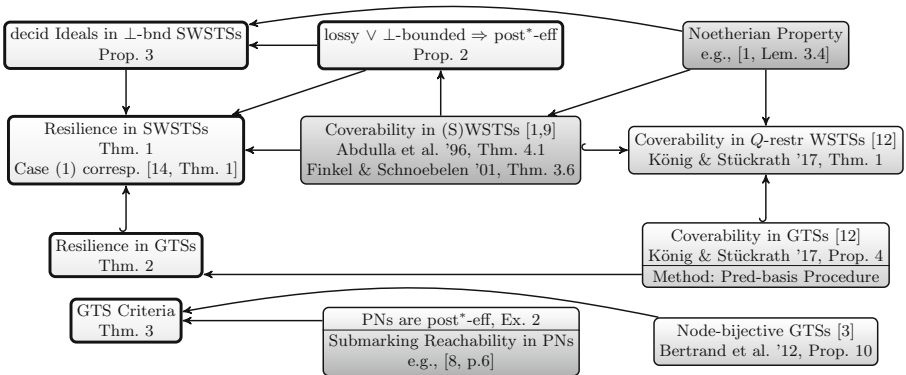 decid Ideals in ⊥-bnd SWSTSs
Prop. 3
lossy ∨ ⊥-bounded ⇒ post*-eff
Prop. 2
Noetherian Property
e.g., [1, Lem. 3.4]
Resilience in SWSTSs
Thm. 1
Case (1) corresp. [14, Thm. 1]
Coverability in (S)WSTSs [1,9]
Abdulla et al. '96, Thm. 4.1
Finkel & Schnoebelen '01, Thm. 3.6
Coverability in Q-restr WSTSs [12]
König & Stückrath '17, Thm. 1
Resilience in GTSs
Thm. 2
Coverability in GTSs [12]
König & Stückrath '17, Prop. 4
Method: Pred-basis Procedure
GTS Criteria
Thm. 3
PNs are post*-eff, Ex. 2
Submarking Reachability in PNs
e.g., [8, p.6]
Node-bijective GTSs [3]
Bertrand et al. '12, Prop. 10